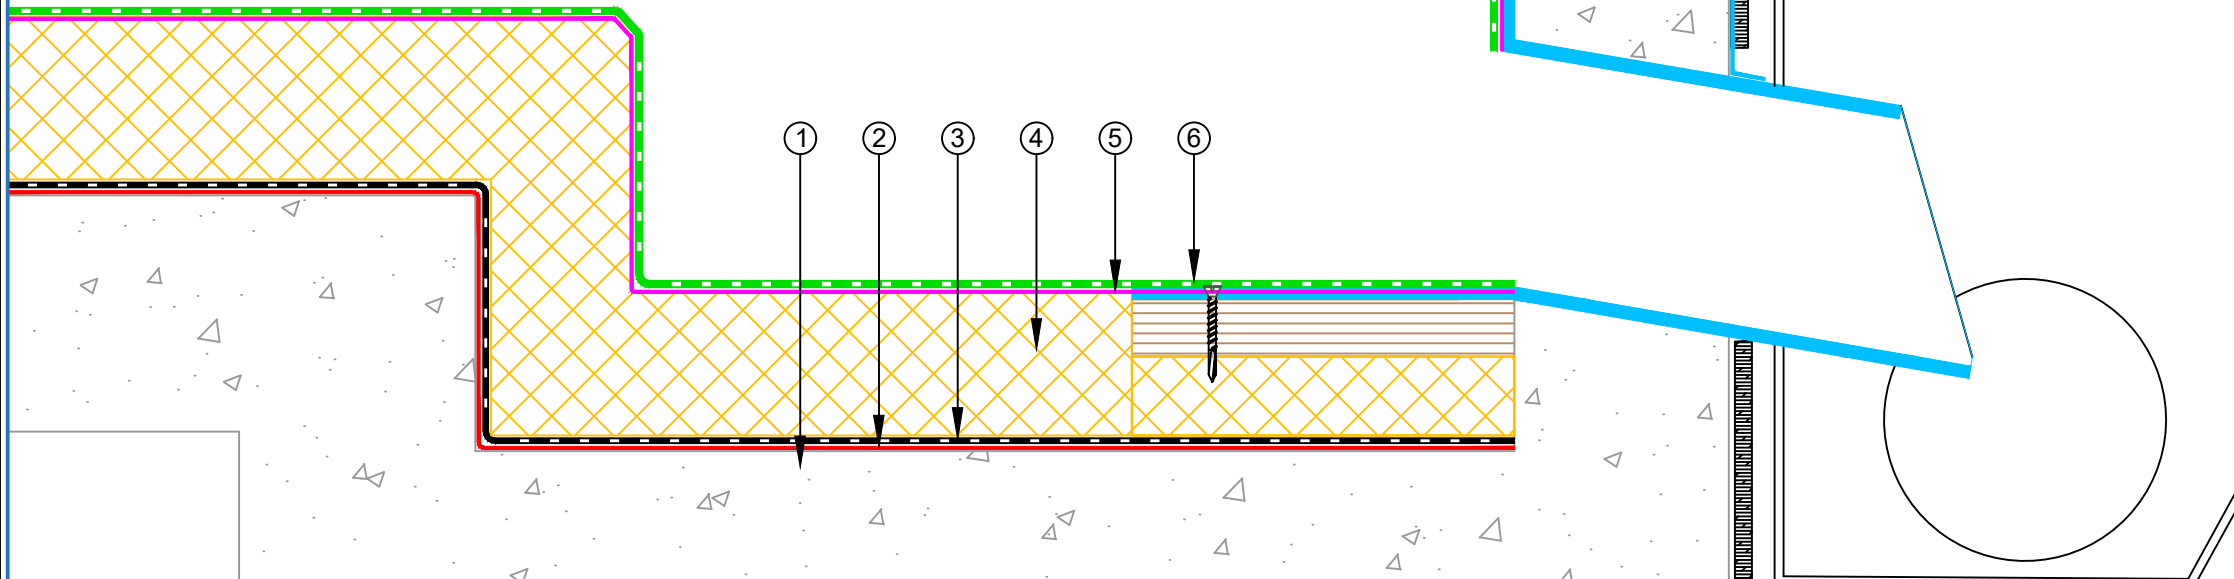 ① ② ③ ④ ⑤ ⑥